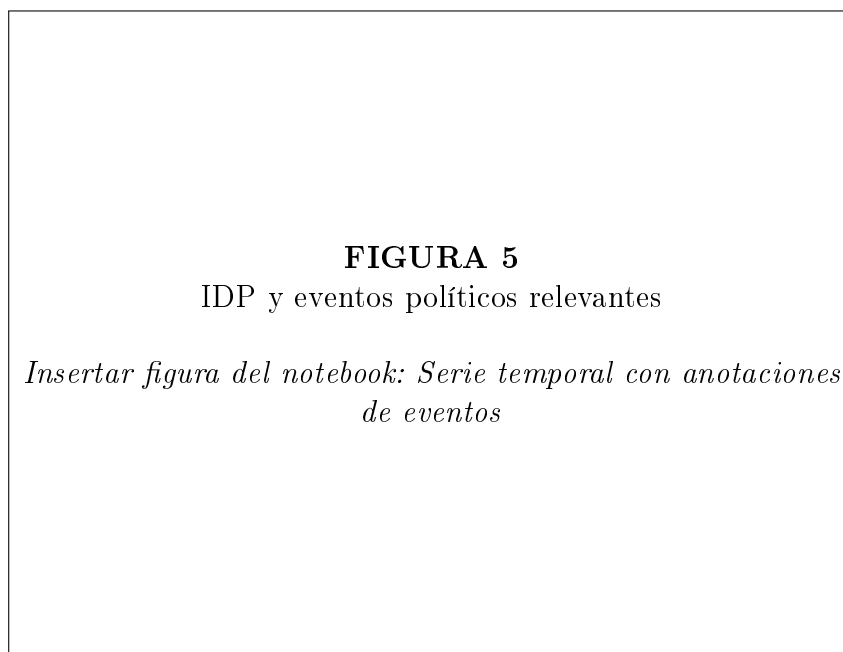 FIGURA 5
IDP y eventos políticos relevantes
Insertar figura del notebook: Serie temporal con anotaciones
de eventos